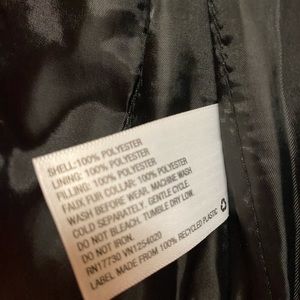 SHELL:100% POLYESTER
LINING: 100% POLYESTER
FILLING: 100% POLYESTER
FAUX FUR COLLAR: 100% POLYESTER
WASH BEFORE WEAR. MACHINE WASH
COLD SEPARATELY. GENTLE CYCLE.
DO NOT BLEACH. TUMBLE DRY LOW.
DO NOT IRON.
RN17730 VN1254020
LABEL MADE FROM 100% RECYCLED PLASTIC